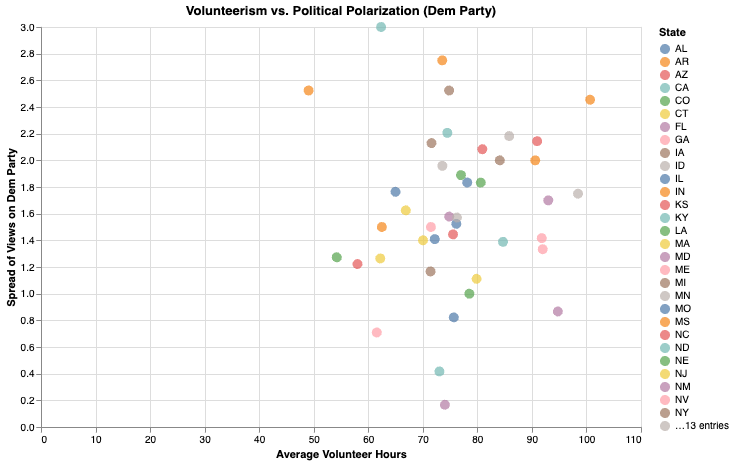 Volunteerism vs. Political Polarization (Dem Party)
Spread of Views on Dem Party
3.0
2.8
2.6
2.4
2.2
2.0
1.8
1.6
1.4
1.2
1.0
0.8
0.6
0.4
0.2
0.0
0 10 20 30 40 50 60 70 80 90 100 110
Average Volunteer Hours
State
AL
AR
AZ
CA
CO
CT
FL
GA
IA
ID
IL
IN
KS
KY
LA
MA
MD
ME
MI
MN
MO
MS
NC
ND
NE
NJ
NM
NV
NY
…13 entries